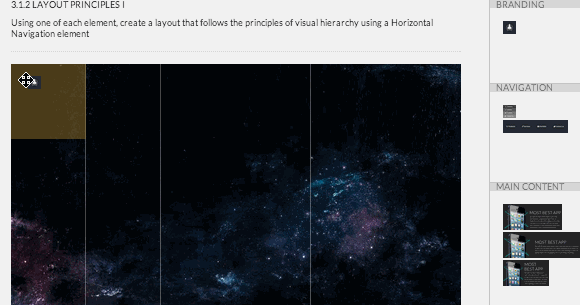 3.1.2 LAYOUT PRINCIPLES I
Using one of each element, create a layout that follows the principles of visual hierarchy using a Horizontal
Navigation element
BRANDING
NAVIGATION
MAIN CONTENT
MOST BEST APP
MOST BEST APP
MOST
BEST APP